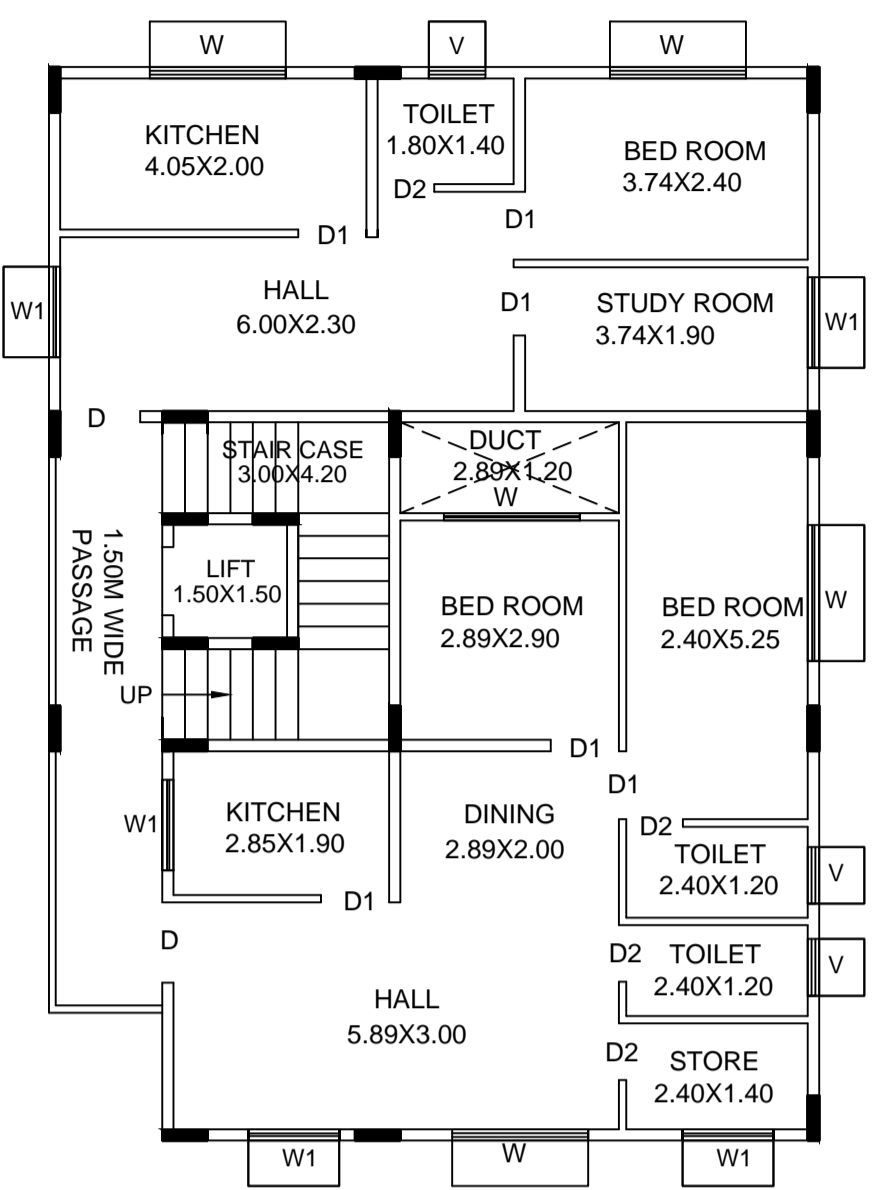 W
V
W
KITCHEN
4.05X2.00
TOILET
1.80X1.40
BED ROOM
3.74X2.40
D2
D1
D1
HALL
6.00X2.30
D1
STUDY ROOM
3.74X1.90
W1
W1
D
STAIR CASE
3.00X4.20
DUCT
2.89X1.20
W
1.50M WIDE
PASSAGE
LIFT
1.50X1.50
BED ROOM
2.89X2.90
BED ROOM
2.40X5.25
W
UP
D1
D1
W1
KITCHEN
2.85X1.90
DINING
2.89X2.00
D2
TOILET
2.40X1.20
V
D1
D
D2
TOILET
2.40X1.20
V
HALL
5.89X3.00
D2
STORE
2.40X1.40
W1
W
W1